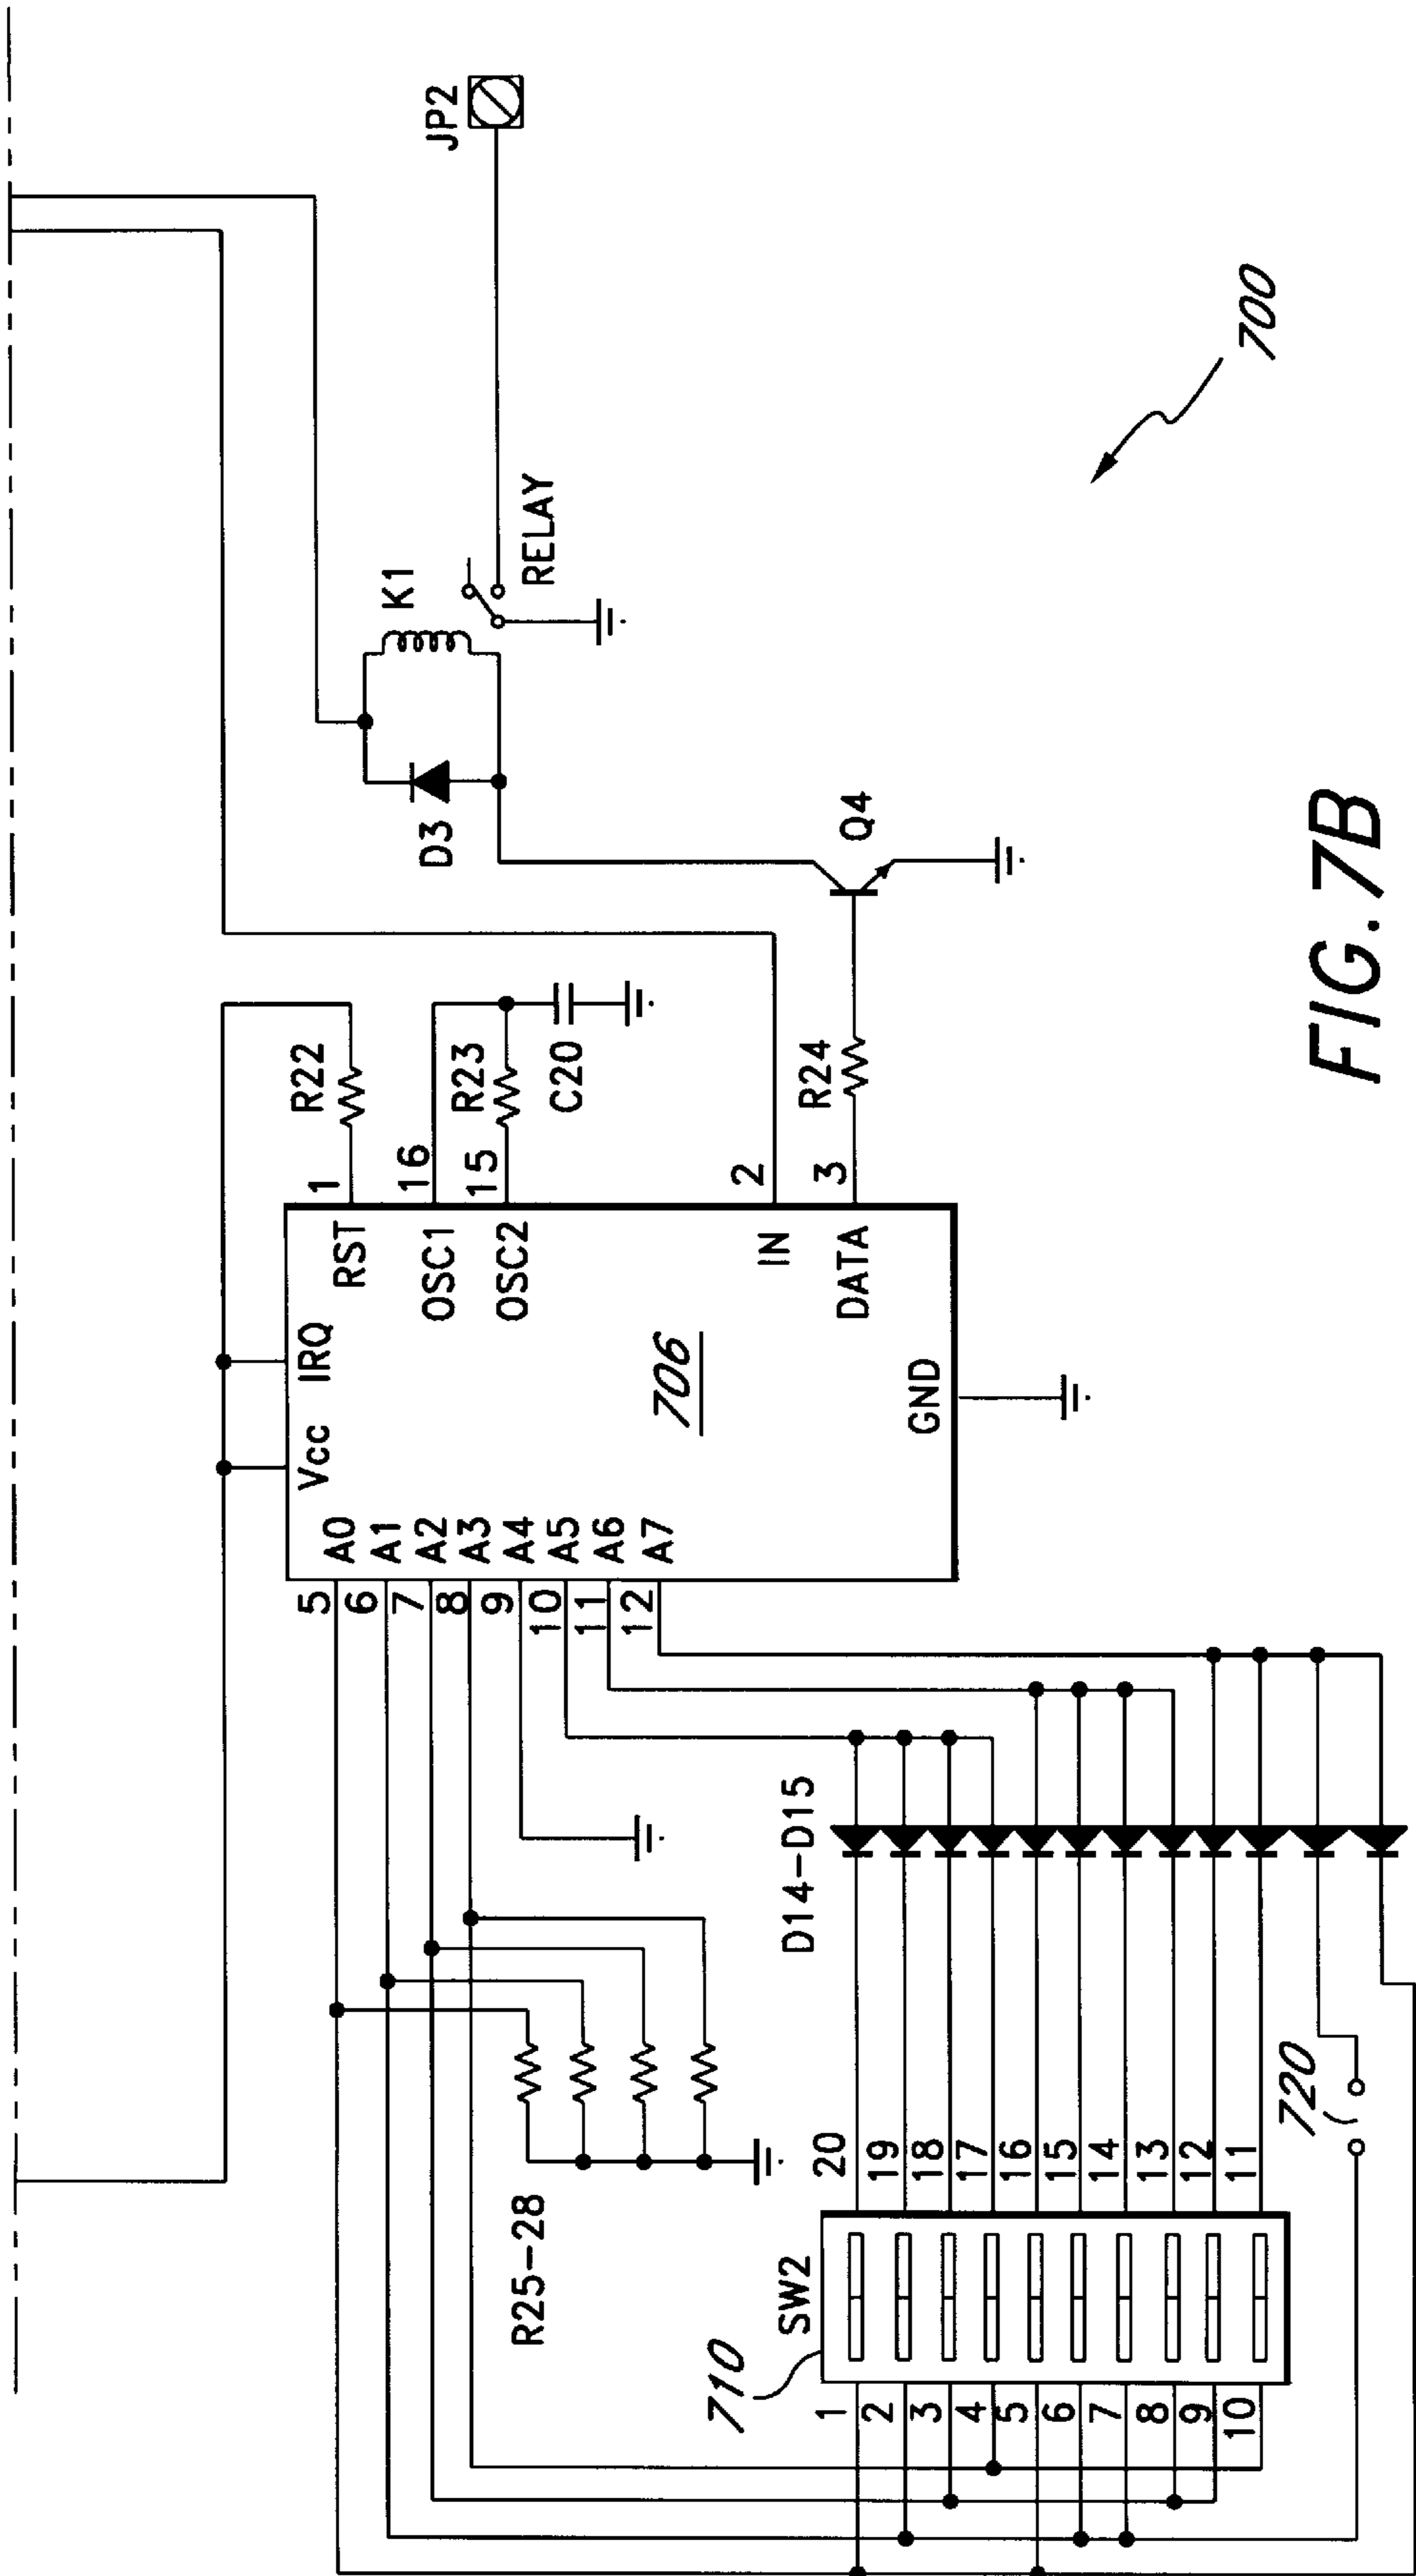 JP2
K1
RELAY
D3
Q4
700
R22
R23
C20
R24
1
16
15
2
3
Vcc
IRQ
RST
OSC1
OSC2
IN
DATA
GND
706
A0
A1
A2
A3
A4
A5
A6
A7
5
6
7
8
9
10
11
12
R25-28
D14-D15
SW2
710
720
20
19
18
17
16
15
14
13
12
11
1
2
3
4
5
6
7
8
9
10
FIG. 7B